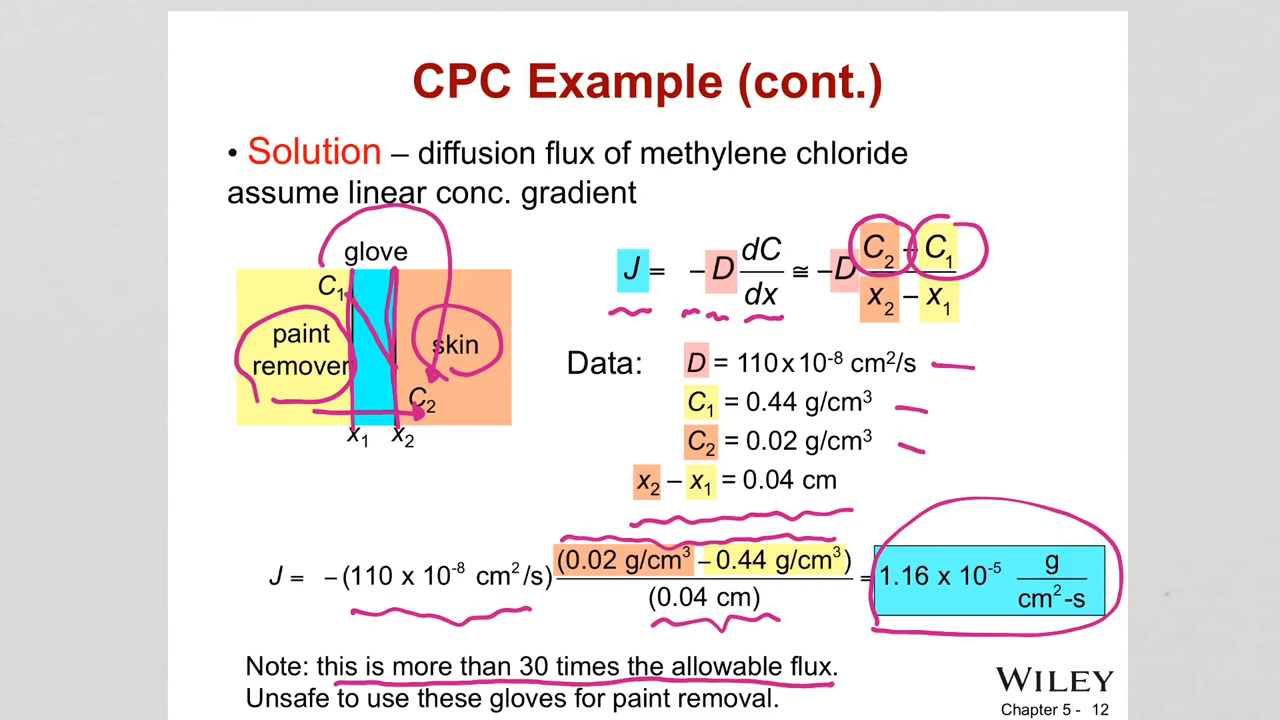 CPC Example (cont.)
• Solution – diffusion flux of methylene chloride
assume linear conc. gradient
glove
C₁
paint
remover
skin
C₂
x₁ x₂
J = −D dC/dx ≅ −D (C₂ − C₁)/(x₂ − x₁)
Data: D = 110x10⁻⁸ cm²/s
C₁ = 0.44 g/cm³
C₂ = 0.02 g/cm³
x₂ – x₁ = 0.04 cm
J = −(110 x 10⁻⁸ cm²/s) (0.02 g/cm³ – 0.44 g/cm³)/(0.04 cm) = 1.16 x 10⁻⁵ g/cm²-s
Note: this is more than 30 times the allowable flux.
Unsafe to use these gloves for paint removal.
WILEY
Chapter 5 - 12